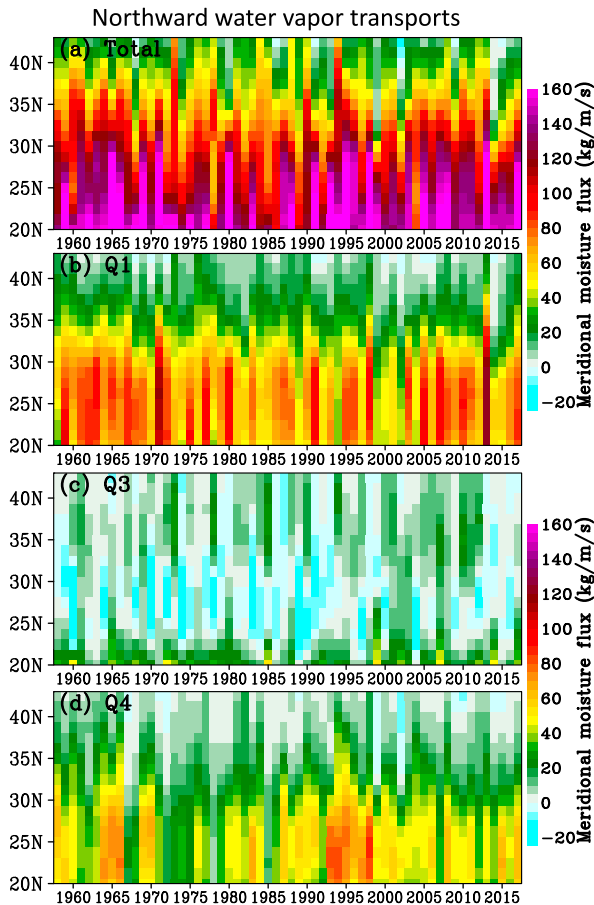 Northward water vapor transports
(a) Total
40N
35N
30N
25N
20N
1960 1965 1970 1975 1980 1985 1990 1995 2000 2005 2010 2015
(b) Q1
40N
35N
30N
25N
20N
1960 1965 1970 1975 1980 1985 1990 1995 2000 2005 2010 2015
160
140
120
100
80
60
40
20
0
-20
Meridional moisture flux (kg/m/s)
(c) Q3
40N
35N
30N
25N
20N
1960 1965 1970 1975 1980 1985 1990 1995 2000 2005 2010 2015
(d) Q4
40N
35N
30N
25N
20N
1960 1965 1970 1975 1980 1985 1990 1995 2000 2005 2010 2015
160
140
120
100
80
60
40
20
0
-20
Meridional moisture flux (kg/m/s)